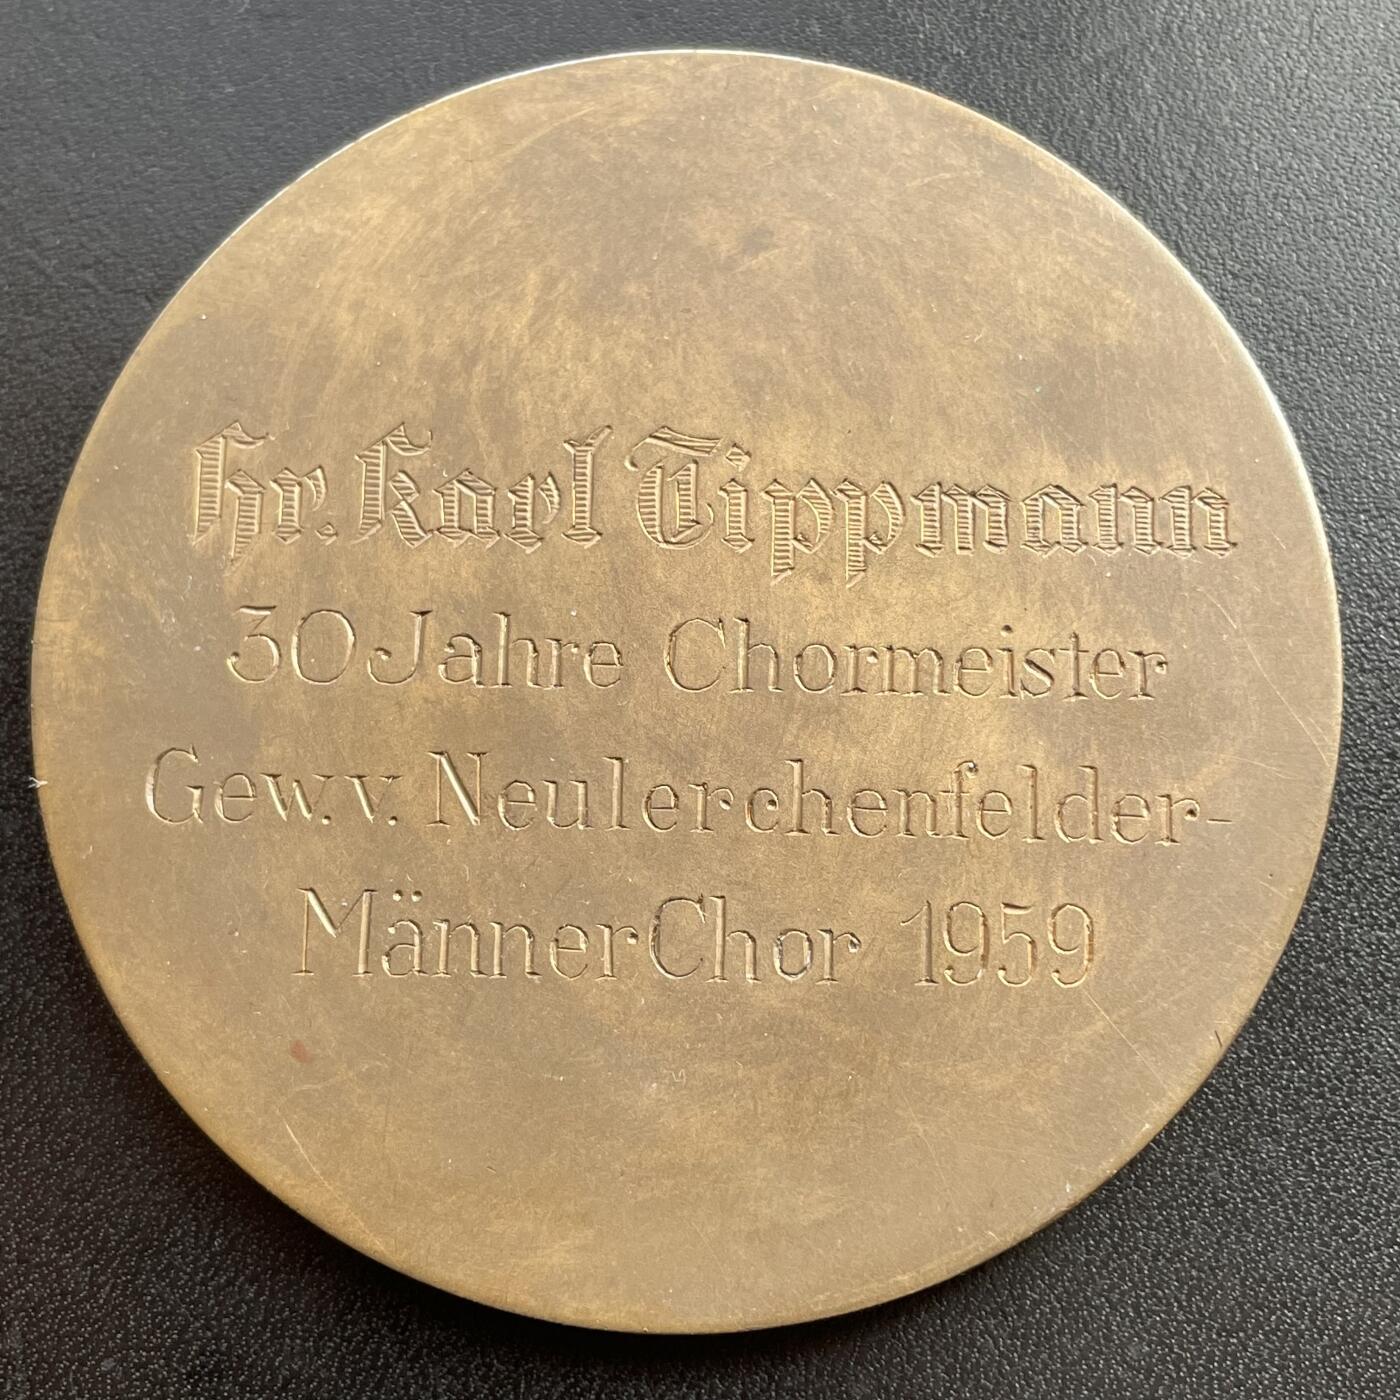 Hr. Karl Tippmann
30 Jahre Chormeister
Gew. v. Neulerchenfelder-
MännerChor 1959